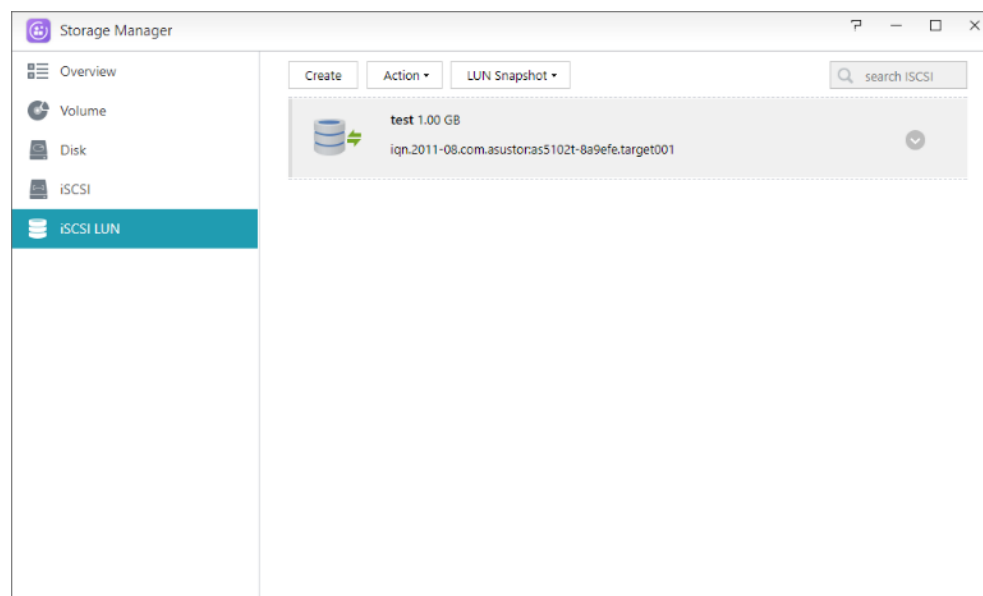 Storage Manager
Overview
Volume
Disk
iSCSI
iSCSI LUN
Create
Action
LUN Snapshot
search iSCSI
test 1.00 GB
iqn.2011-08.com.asustor:as5102t-8a9efe.target001